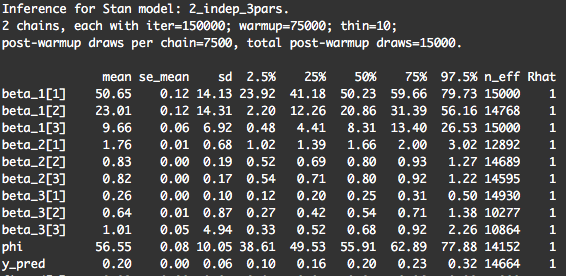 Inference for Stan model: 2_indep_3pars.
2 chains, each with iter=150000; warmup=75000; thin=10;
post-warmup draws per chain=7500, total post-warmup draws=15000.
mean se_mean sd 2.5% 25% 50% 75% 97.5% n_eff Rhat
beta_1[1] 50.65 0.12 14.13 23.92 41.18 50.23 59.66 79.73 15000 1
beta_1[2] 23.01 0.12 14.31 2.20 12.26 20.86 31.39 56.16 14768 1
beta_1[3] 9.66 0.06 6.92 0.48 4.41 8.31 13.40 26.53 15000 1
beta_2[1] 1.76 0.01 0.68 1.02 1.39 1.66 2.00 3.02 12892 1
beta_2[2] 0.83 0.00 0.19 0.52 0.69 0.80 0.93 1.27 14689 1
beta_2[3] 0.82 0.00 0.17 0.54 0.71 0.80 0.92 1.22 14595 1
beta_3[1] 0.26 0.00 0.10 0.12 0.20 0.25 0.31 0.50 14930 1
beta_3[2] 0.64 0.01 0.87 0.27 0.42 0.54 0.71 1.38 10277 1
beta_3[3] 1.01 0.05 4.94 0.33 0.52 0.68 0.92 2.26 10864 1
phi 56.55 0.08 10.05 38.61 49.53 55.91 62.89 77.88 14152 1
y_pred 0.20 0.00 0.06 0.10 0.16 0.20 0.23 0.32 14664 1